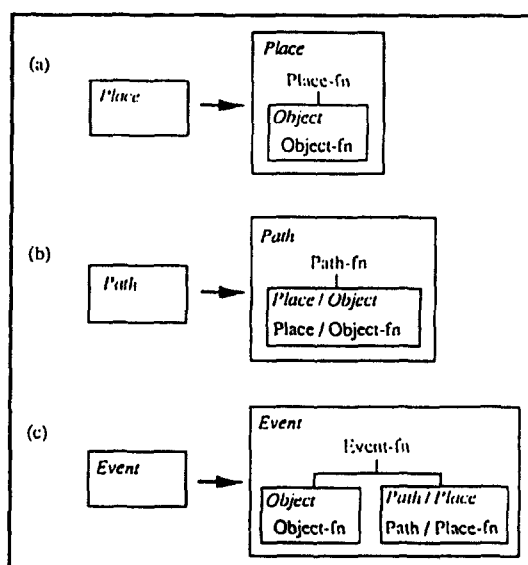 (a)
Place
Place
Place-fn
Object
Object-fn
(b)
Path
Path
Path-fn
Place / Object
Place / Object-fn
(c)
Event
Event
Event-fn
Object
Object-fn
Path / Place
Path / Place-fn